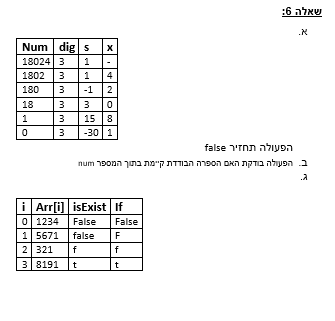 שאלה 6:
א.
Num dig s x
18024 3 1 -
1802 3 1 4
180 3 -1 2
18 3 3 0
1 3 15 8
0 3 -30 1
הפעולה תחזיר false
ב. הפעולה בודקת האם הספרה הבודדת קיימת בתוך המספר num
ג.
i Arr[i] isExist If
0 1234 False False
1 5671 false F
2 321 f f
3 8191 t t